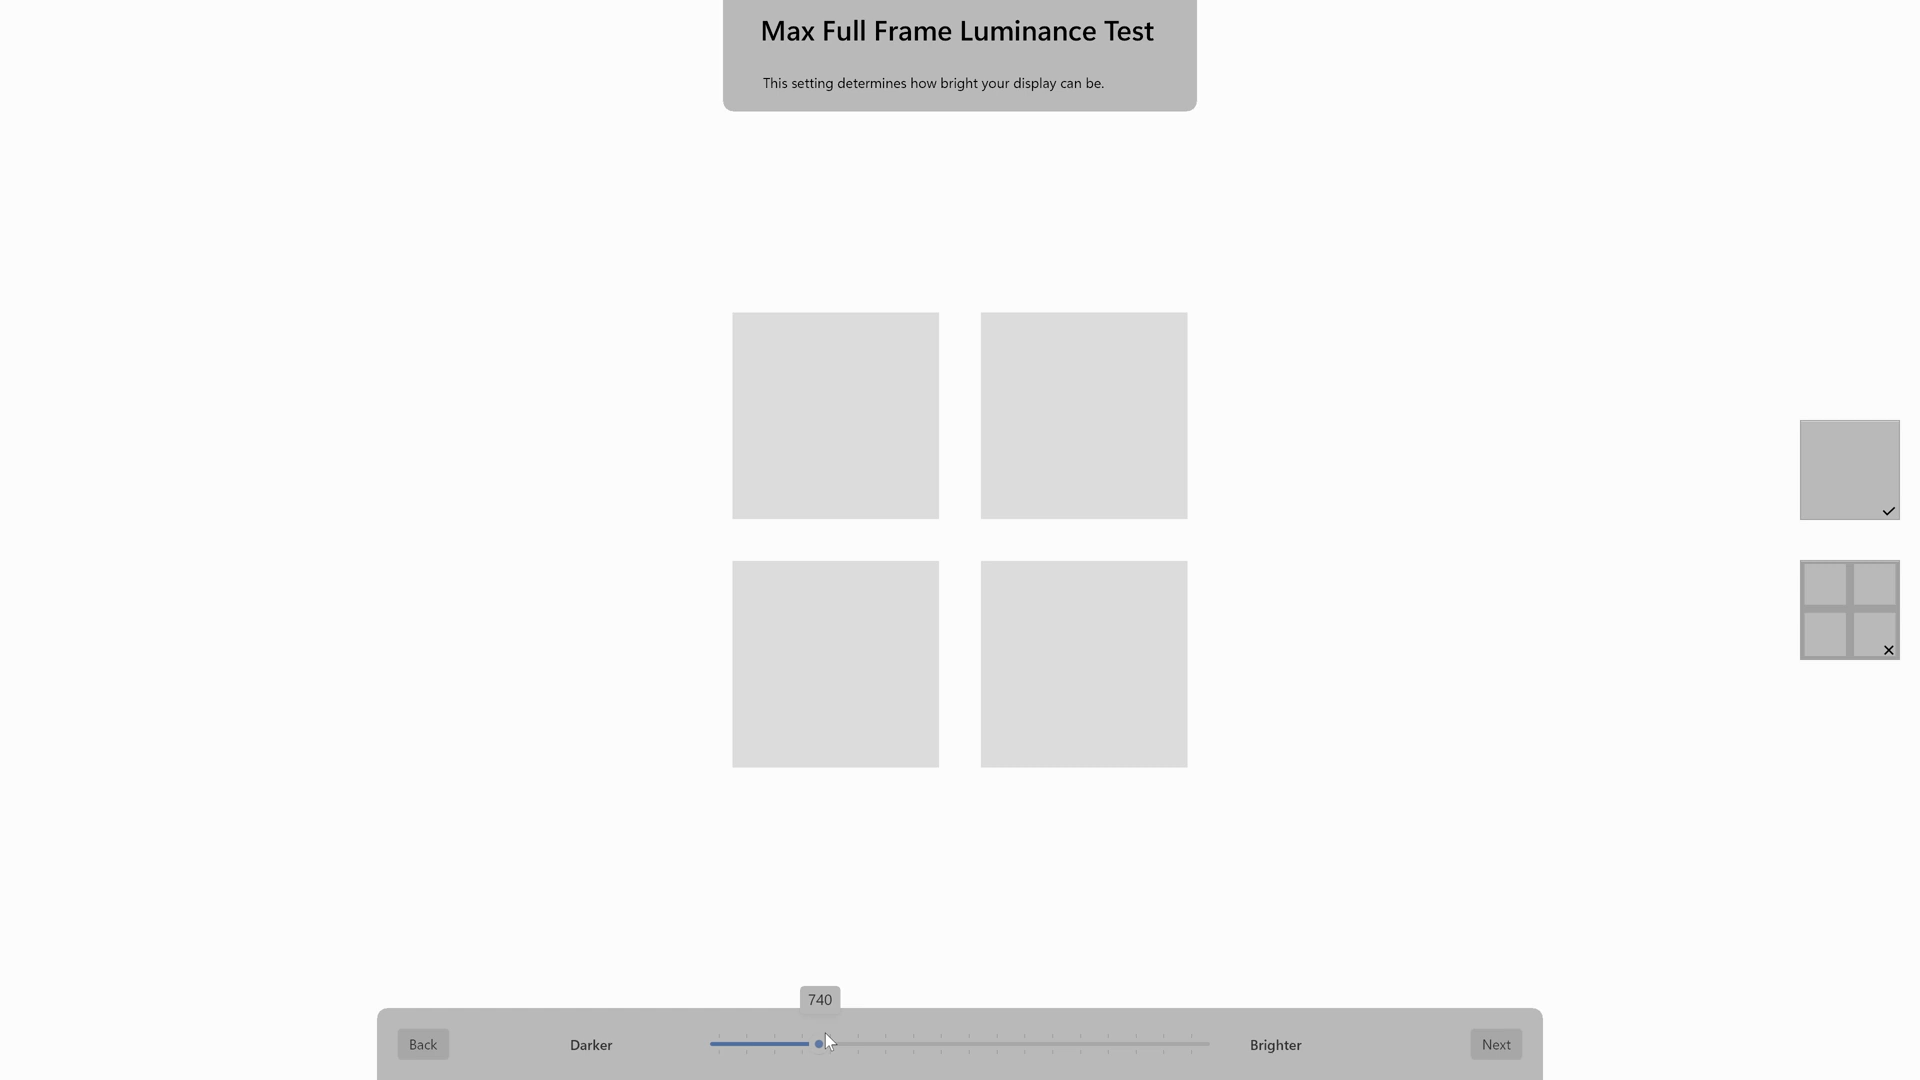 Max Full Frame Luminance Test
This setting determines how bright your display can be.
740
Back
Darker
Brighter
Next